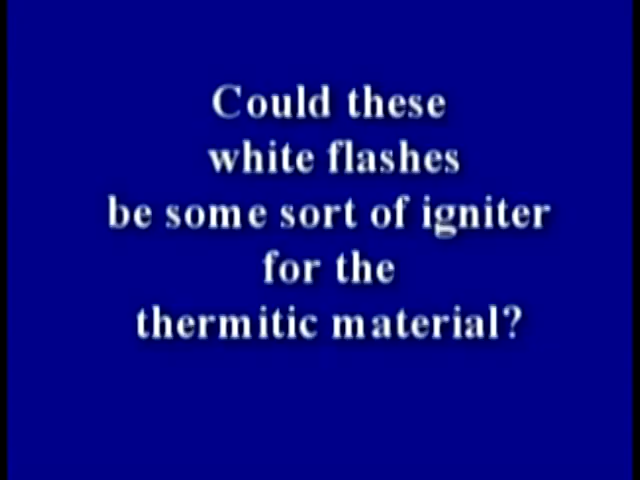 Could these
white flashes
be some sort of igniter
for the
thermitic material?